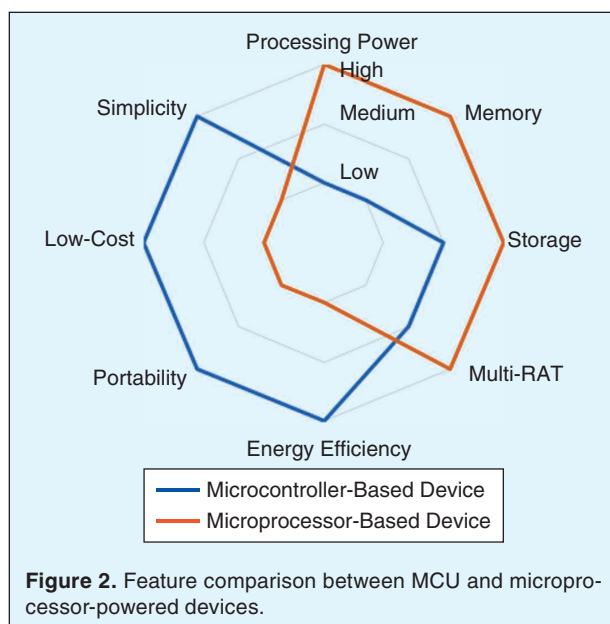 Processing Power
High
Simplicity
Medium
Memory
Low
Low-Cost
Storage
Portability
Multi-RAT
Energy Efficiency
Microcontroller-Based Device
Microprocessor-Based Device
Figure 2. Feature comparison between MCU and micropro-
cessor-powered devices.